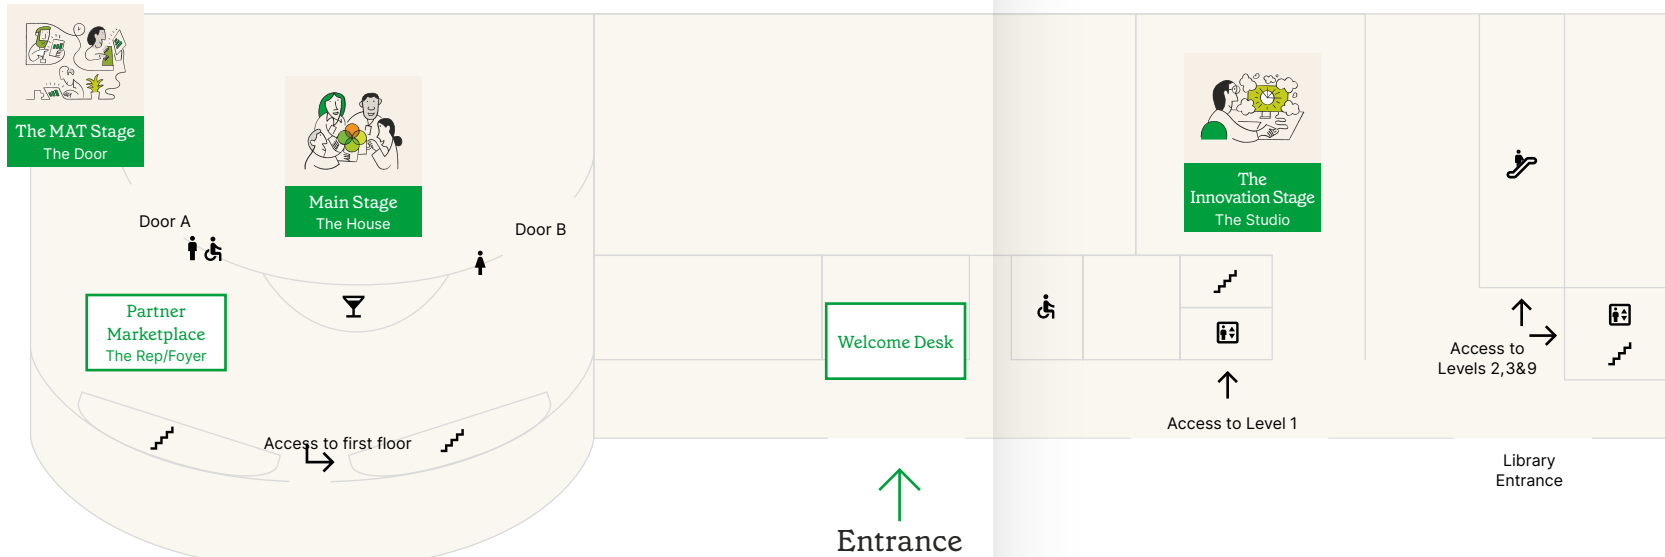 The MAT Stage
The Door
Main Stage
The House
Door A
Door B
Partner
Marketplace
The Rep/Foyer
Access to first floor
Welcome Desk
Entrance
The
Innovation Stage
The Studio
Access to Level 1
Access to
Levels 2,3&9
Library
Entrance